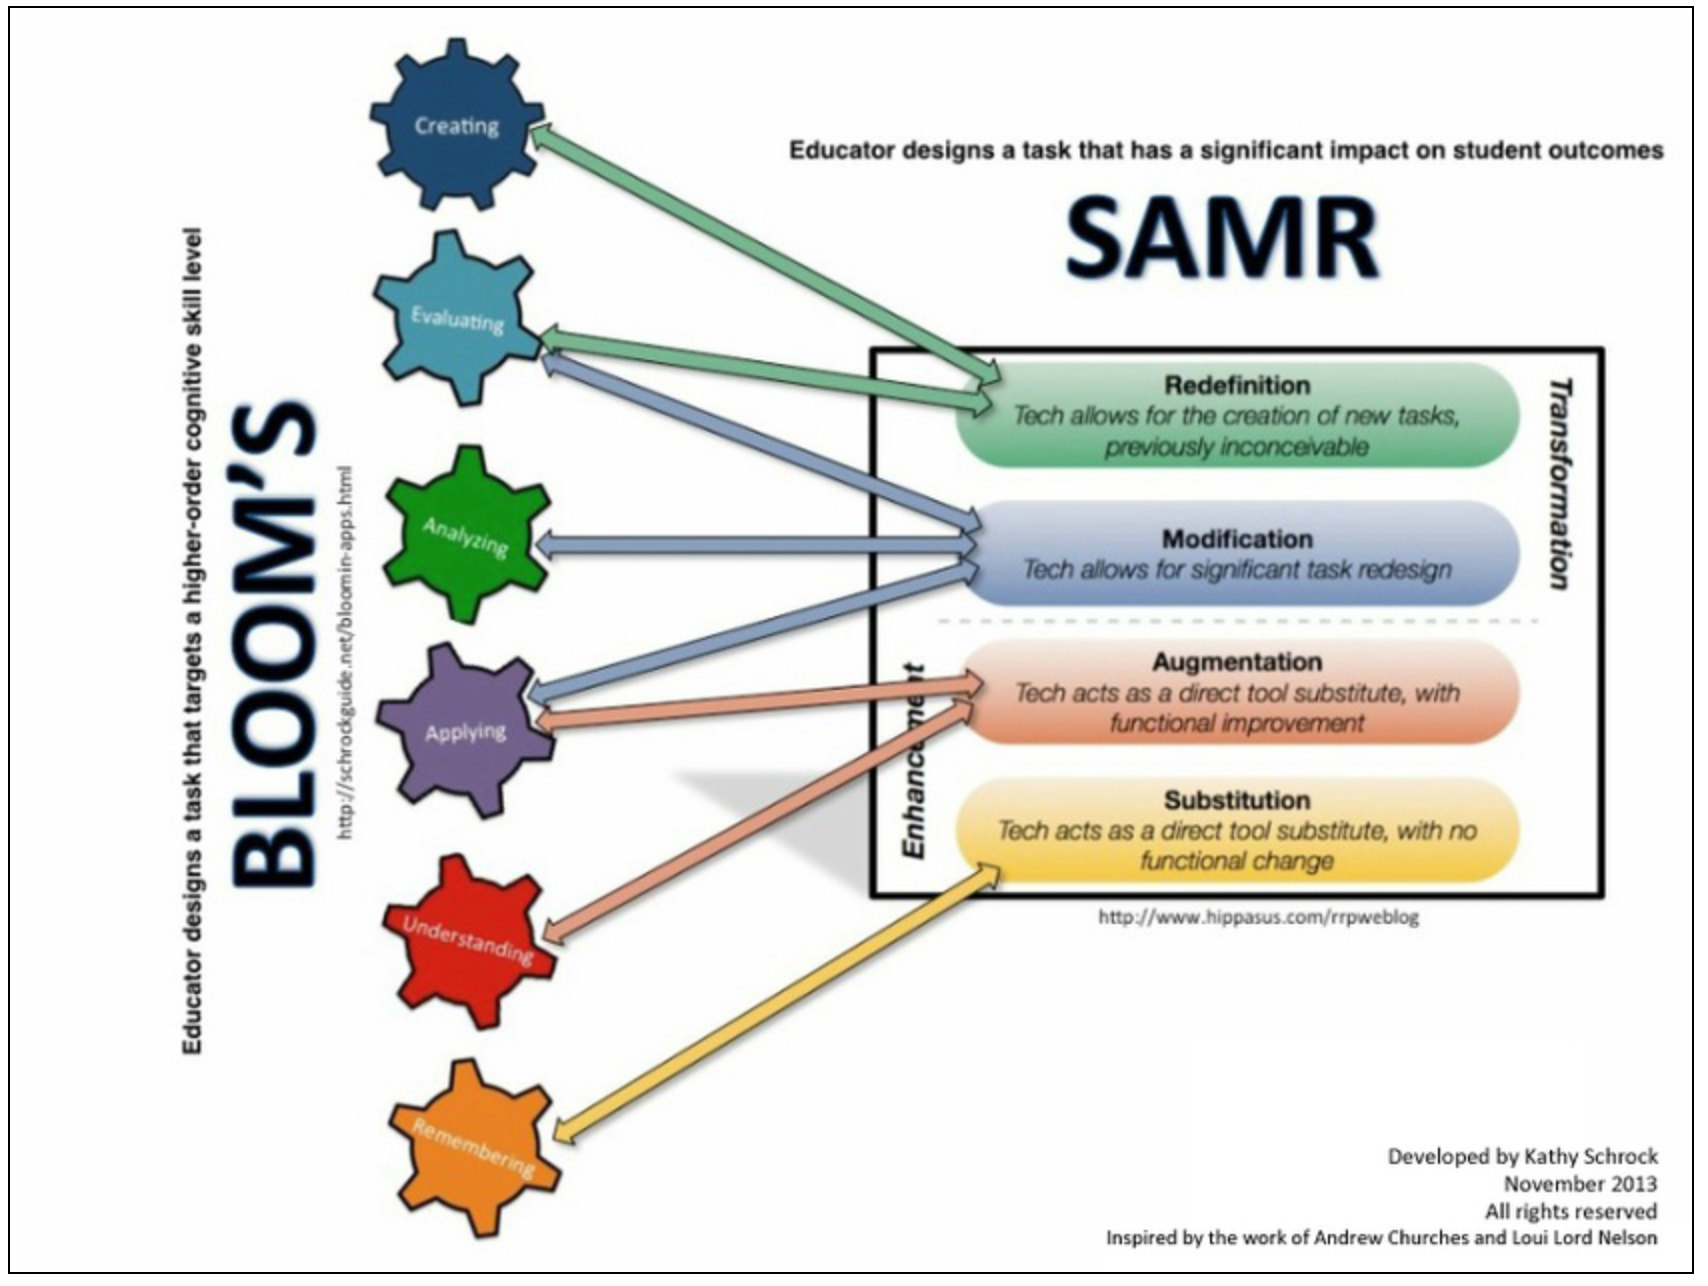 Educator designs a task that targets a higher-order cognitive skill level
BLOOM'S
http://schrockguide.net/bloomin-apps.html
Creating
Evaluating
Analyzing
Applying
Understanding
Remembering
Educator designs a task that has a significant impact on student outcomes
SAMR
Redefinition
Tech allows for the creation of new tasks,
previously inconceivable
Modification
Tech allows for significant task redesign
Transformation
Augmentation
Tech acts as a direct tool substitute, with
functional improvement
Substitution
Tech acts as a direct tool substitute, with no
functional change
Enhancement
http://www.hippasus.com/rrpweblog
Developed by Kathy Schrock
November 2013
All rights reserved
Inspired by the work of Andrew Churches and Loui Lord Nelson